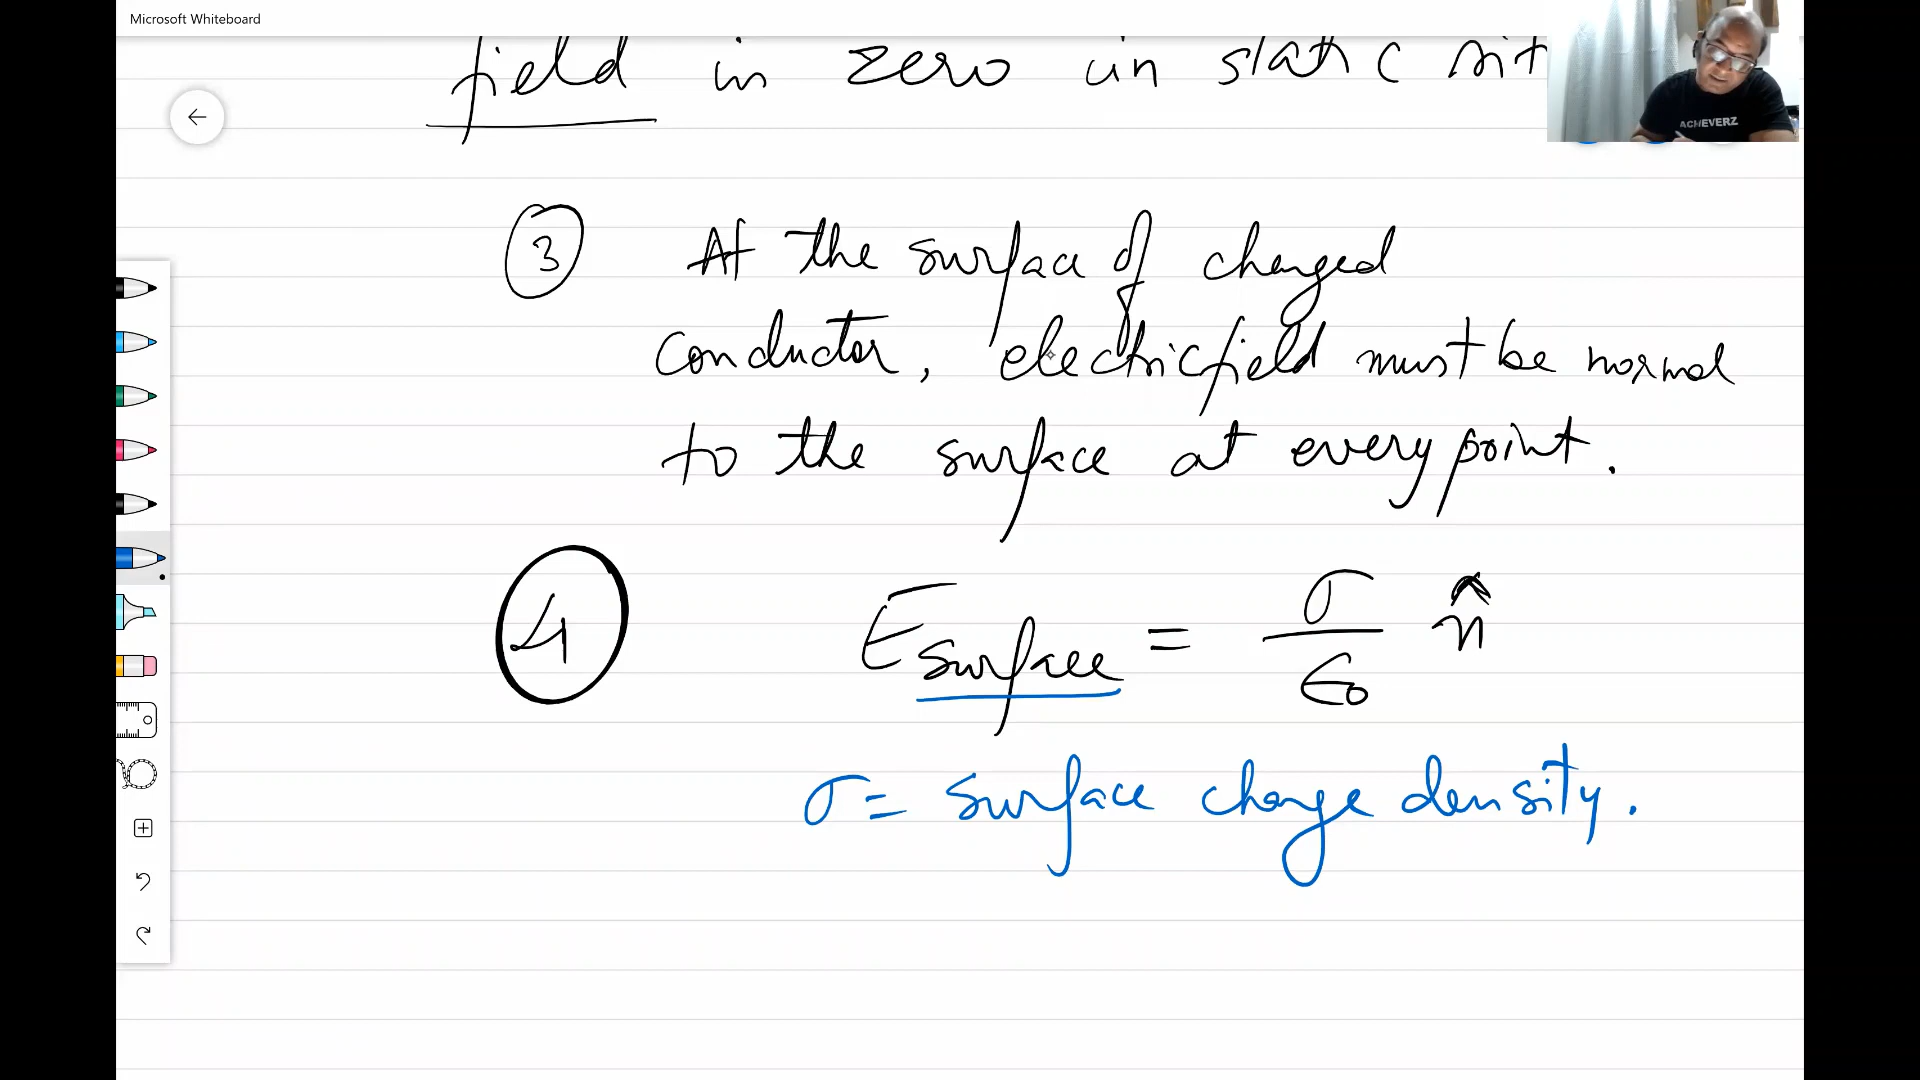 Microsoft Whiteboard
field in zero in static sit
ACHEVERZ
3 At the surface of charged
conductor, electric field must be normal
to the surface at every point.
4 E surface = σ/ε₀ n̂
σ = surface charge density.